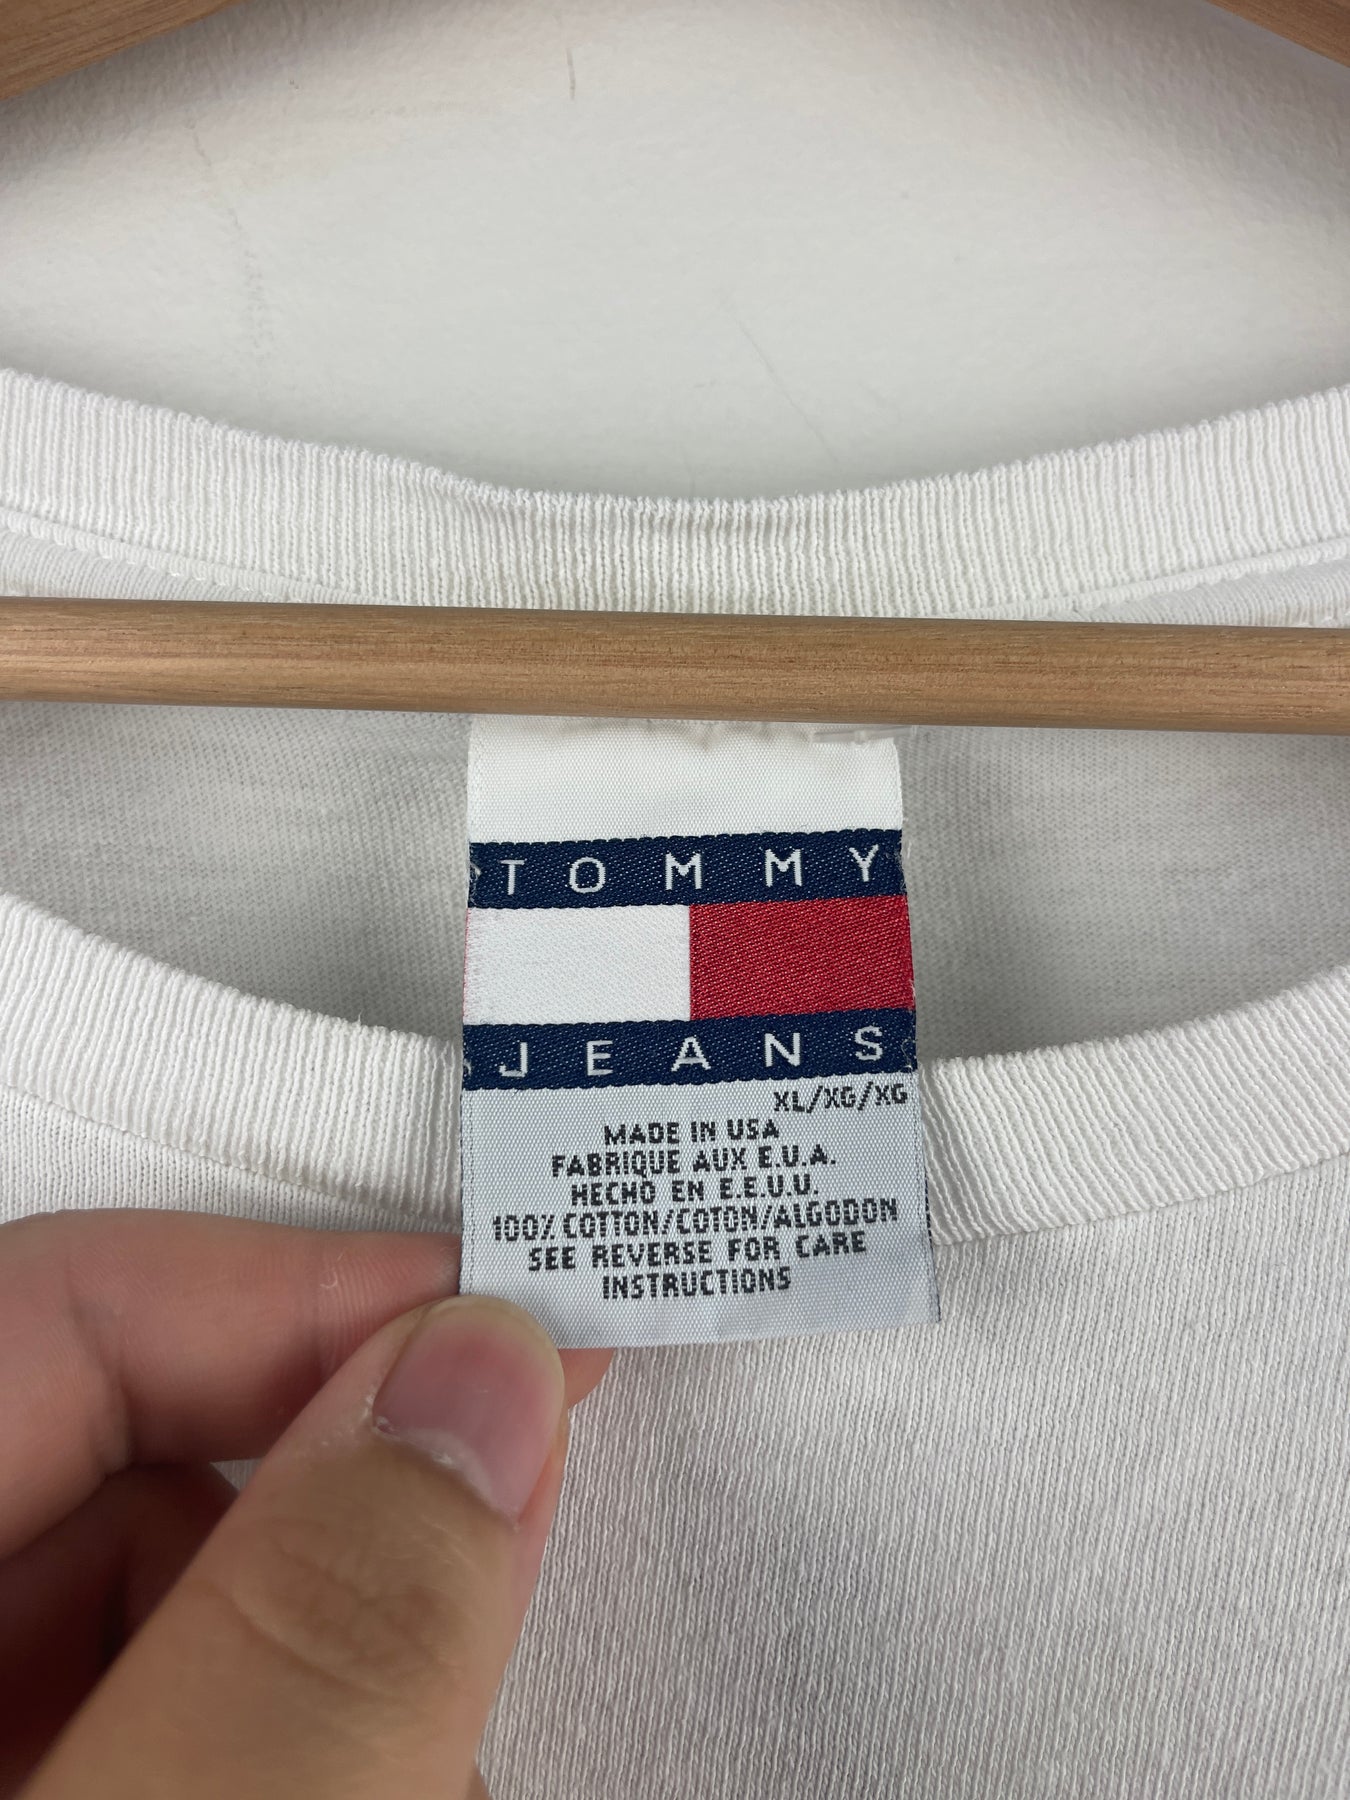 TOMMY
JEANS
XL/XG/XG
MADE IN USA
FABRIQUE AUX E.U.A.
HECHO EN E.E.U.U.
100% COTTON/COTON/ALGODON
SEE REVERSE FOR CARE
INSTRUCTIONS